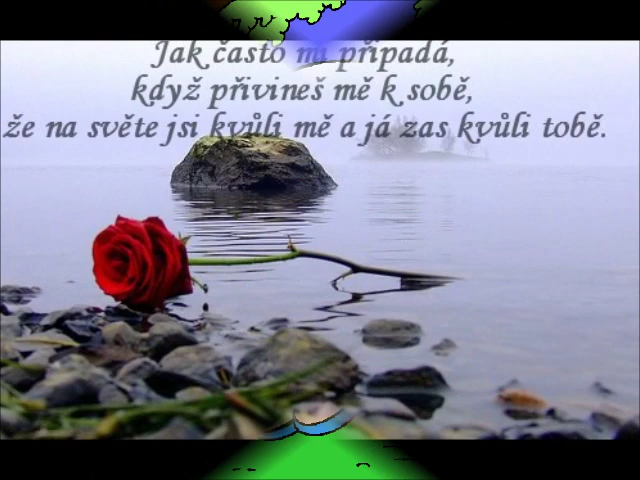 Jak často mi připadá,
když přivineš mě k sobě,
že na světe jsi kvůli mě a já zas kvůli tobě.